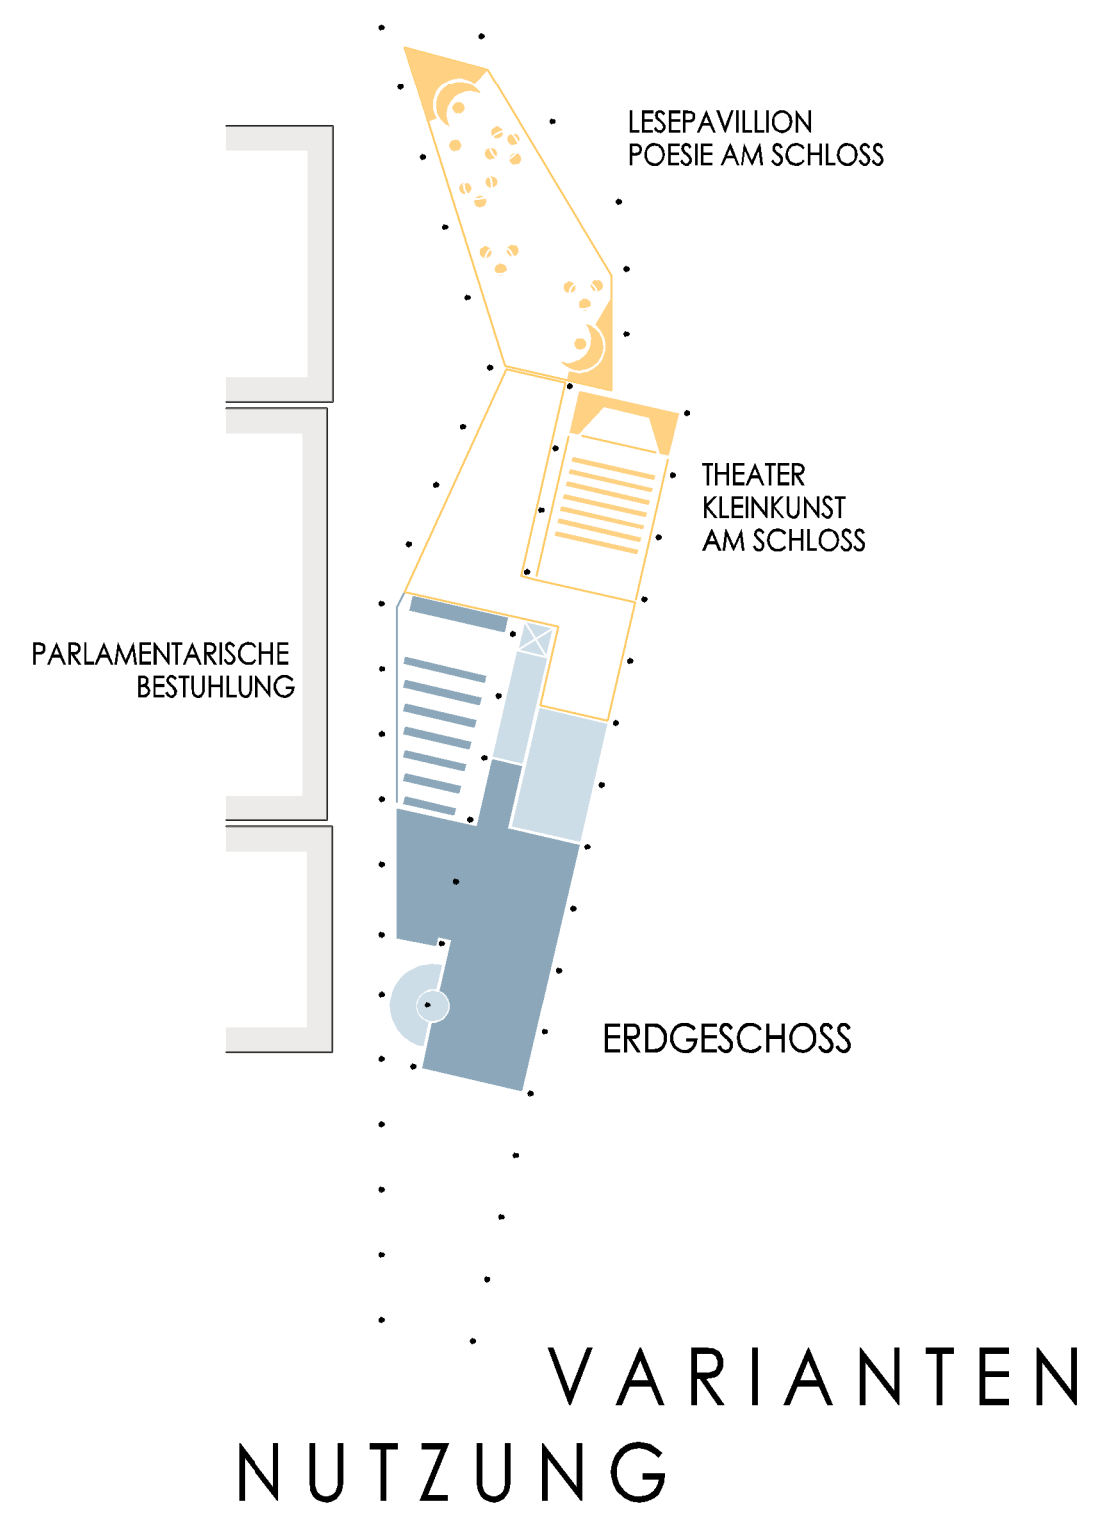 LESEPAVILLION
POESIE AM SCHLOSS
THEATER
KLEINKUNST
AM SCHLOSS
PARLAMENTARISCHE
BESTUHLUNG
ERDGESCHOSS
VARIANTEN
NUTZUNG